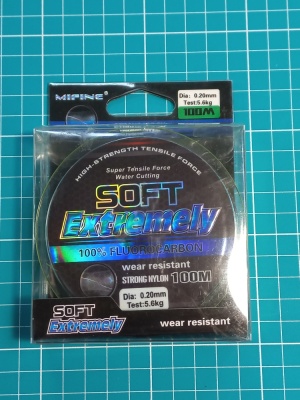 MIFINE
Dia: 0.20mm
Test:5.6kg
100M
HIGH-STRENGTH TENSILE FORCE
Super Tensile Force
Water Cutting
SOFT
Extremely
100% FLUOROCARBON
wear resistant
STRONG NYLON 100M
Dia: 0.20mm
Test:5.6kg
SOFT
Extremely
wear resistant